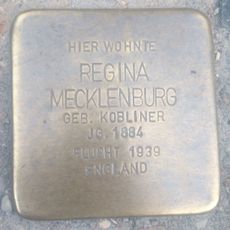 HIER WOHNTE
REGINA
MECKLENBURG
GEB. KOBLINER
JG. 1884
FLUCHT 1939
ENGLAND